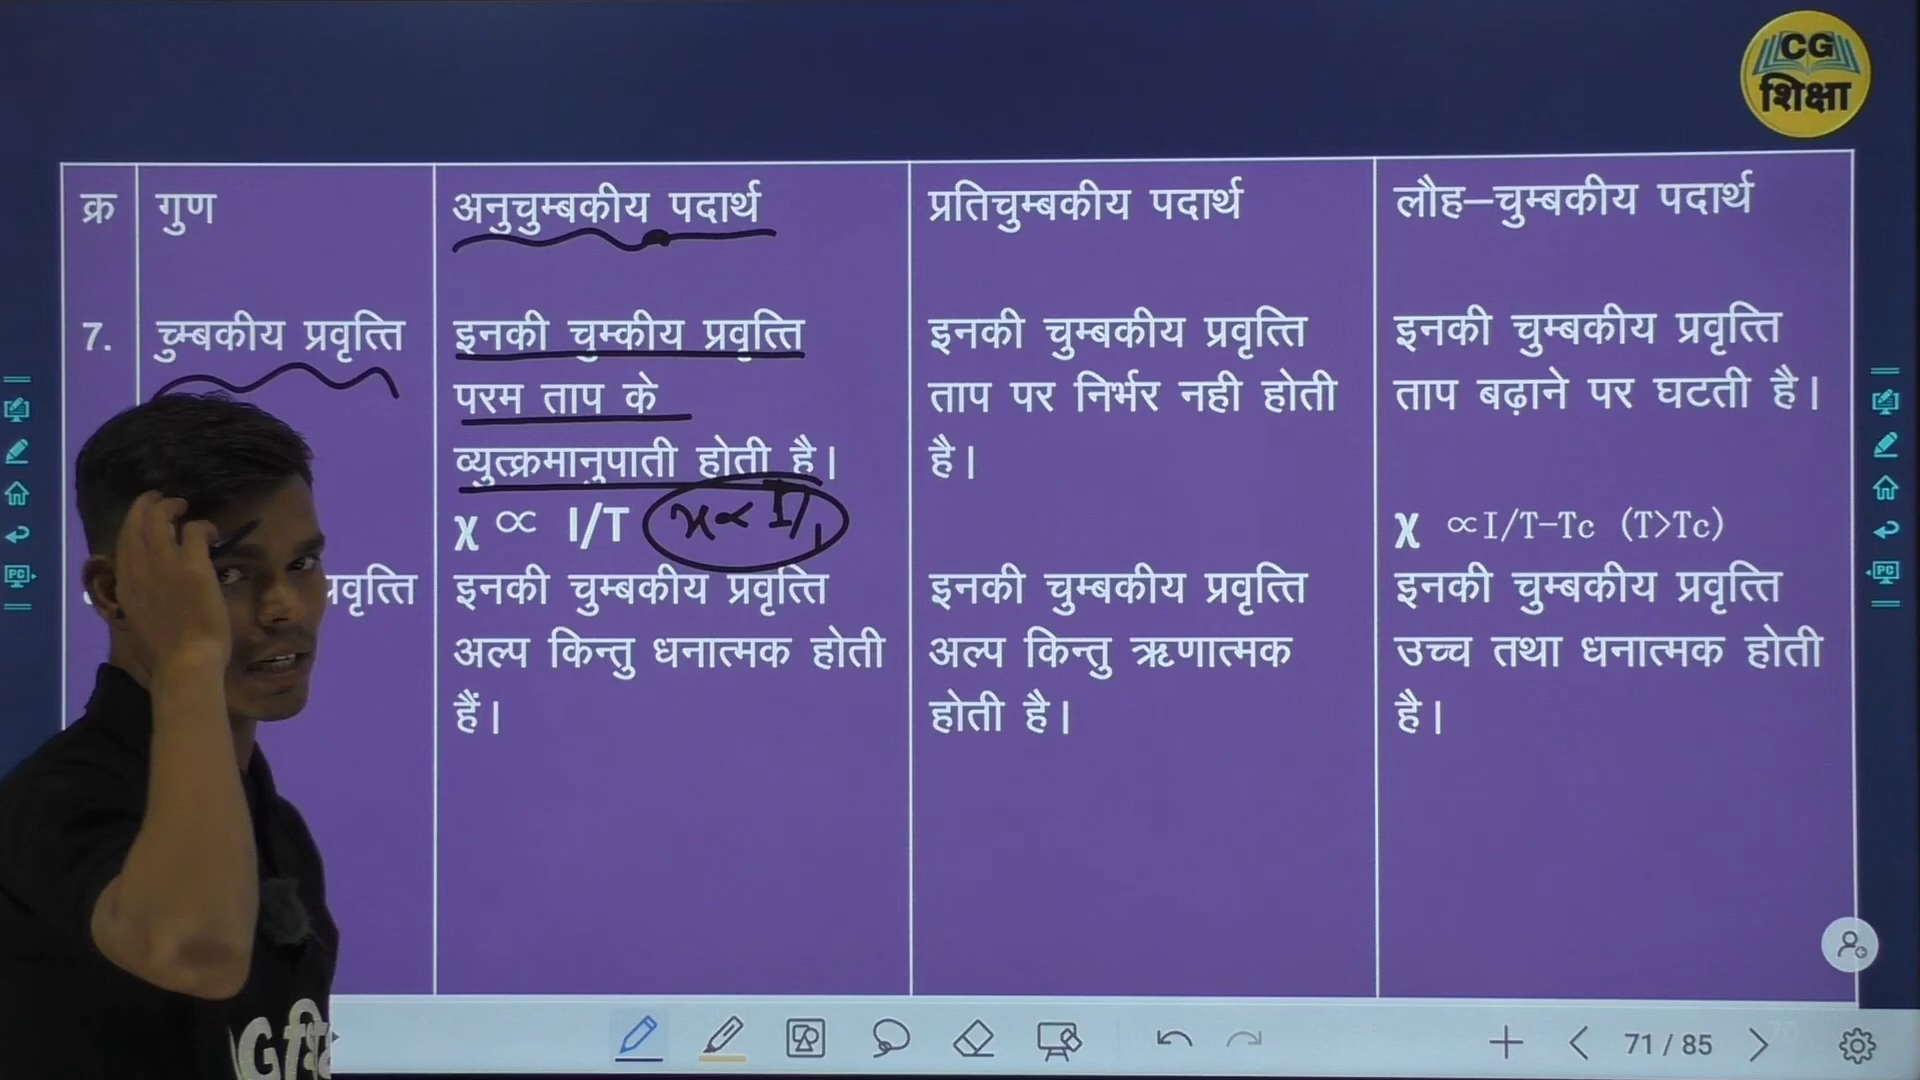 CG
शिक्षा
क्र
गुण
अनुचुम्बकीय पदार्थ
प्रतिचुम्बकीय पदार्थ
लौह–चुम्बकीय पदार्थ
7.
चुम्बकीय प्रवृत्ति
इनकी चुम्कीय प्रवृत्ति
परम ताप के
व्युत्क्रमानुपाती होती है।
χ ∝ I/T
x ∝ I/
इनकी चुम्बकीय प्रवृत्ति
ताप पर निर्भर नही होती
है।
इनकी चुम्बकीय प्रवृत्ति
ताप बढ़ाने पर घटती है।
χ ∝I/T-Tc (T>Tc)
प्रवृत्ति
इनकी चुम्बकीय प्रवृत्ति
अल्प किन्तु धनात्मक होती
हैं।
इनकी चुम्बकीय प्रवृत्ति
अल्प किन्तु ऋणात्मक
होती है।
इनकी चुम्बकीय प्रवृत्ति
उच्च तथा धनात्मक होती
है।
PC
PC
71 / 85